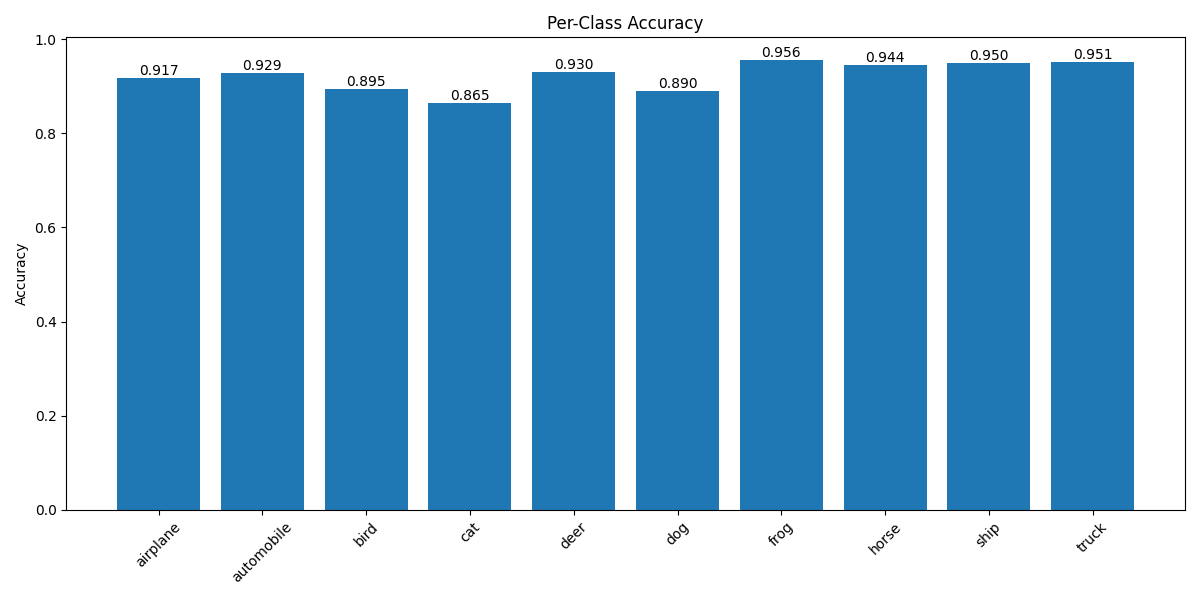 Per-Class Accuracy
Accuracy
1.0
0.8
0.6
0.4
0.2
0.0
0.917
0.929
0.895
0.865
0.930
0.890
0.956
0.944
0.950
0.951
airplane
automobile
bird
cat
deer
dog
frog
horse
ship
truck